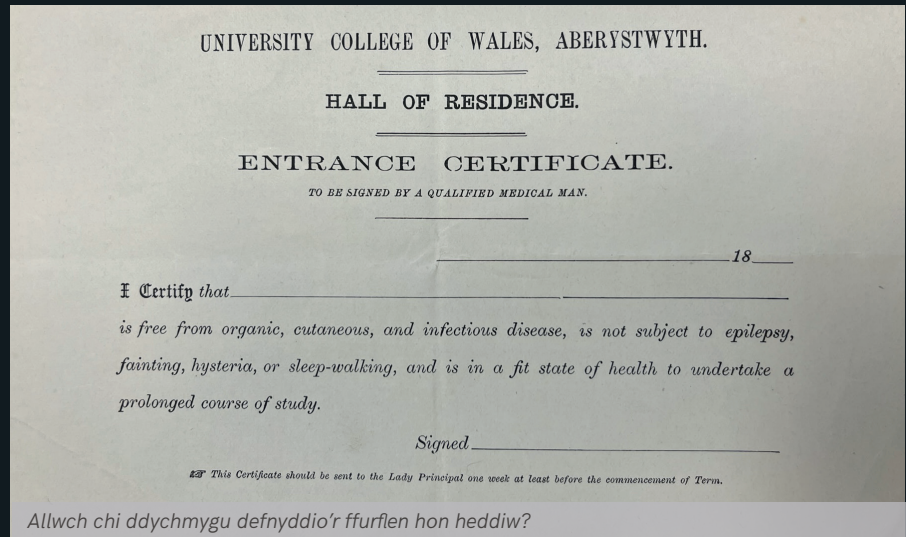 UNIVERSITY COLLEGE OF WALES, ABERYSTWYTH.
HALL OF RESIDENCE.
ENTRANCE CERTIFICATE.
TO BE SIGNED BY A QUALIFIED MEDICAL MAN.
18
I Certify that
is free from organic, cutaneous, and infectious disease, is not subject to epilepsy,
fainting, hysteria, or sleep-walking, and is in a fit state of health to undertake a
prolonged course of study.
Signed
☞ This Certificate should be sent to the Lady Principal one week at least before the commencement of Term.
Allwch chi ddychmygu defnyddio'r ffurflen hon heddiw?